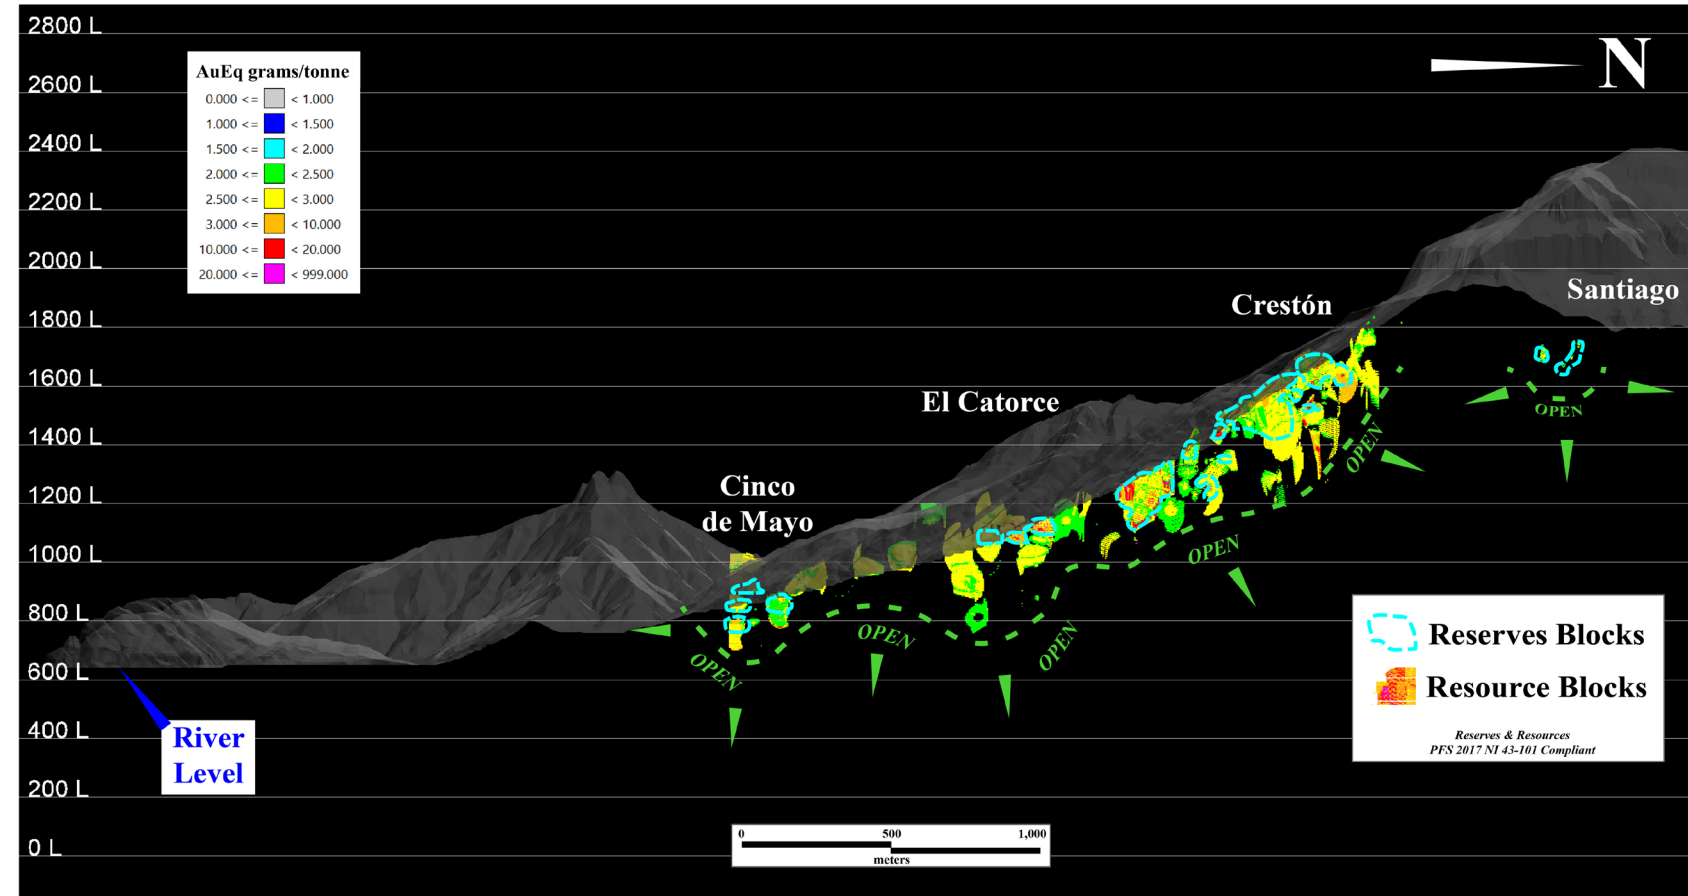 2800 L
2600 L
2400 L
2200 L
2000 L
1800 L
1600 L
1400 L
1200 L
1000 L
800 L
600 L
400 L
200 L
0 L
AuEq grams/tonne
0.000 <= < 1.000
1.000 <= < 1.500
1.500 <= < 2.000
2.000 <= < 2.500
2.500 <= < 3.000
3.000 <= < 10.000
10.000 <= < 20.000
20.000 <= < 999.000
N
Santiago
Crestón
El Catorce
Cinco
de Mayo
OPEN
OPEN
OPEN
OPEN
OPEN
OPEN
River
Level
Reserves Blocks
Resource Blocks
Reserves & Resources
PFS 2017 NI 43-101 Compliant
0 500 1,000
meters